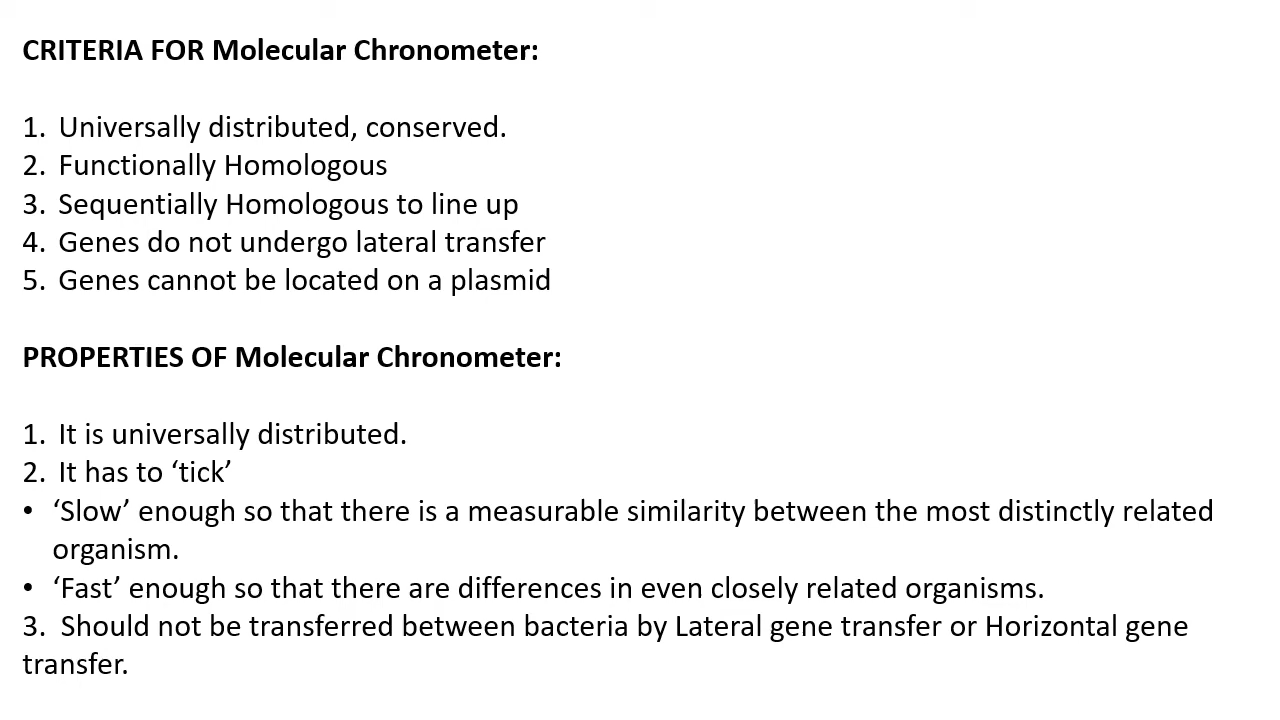 CRITERIA FOR Molecular Chronometer:
1. Universally distributed, conserved.
2. Functionally Homologous
3. Sequentially Homologous to line up
4. Genes do not undergo lateral transfer
5. Genes cannot be located on a plasmid
PROPERTIES OF Molecular Chronometer:
1. It is universally distributed.
2. It has to ‘tick’
• ‘Slow’ enough so that there is a measurable similarity between the most distinctly related
organism.
• ‘Fast’ enough so that there are differences in even closely related organisms.
3. Should not be transferred between bacteria by Lateral gene transfer or Horizontal gene
transfer.